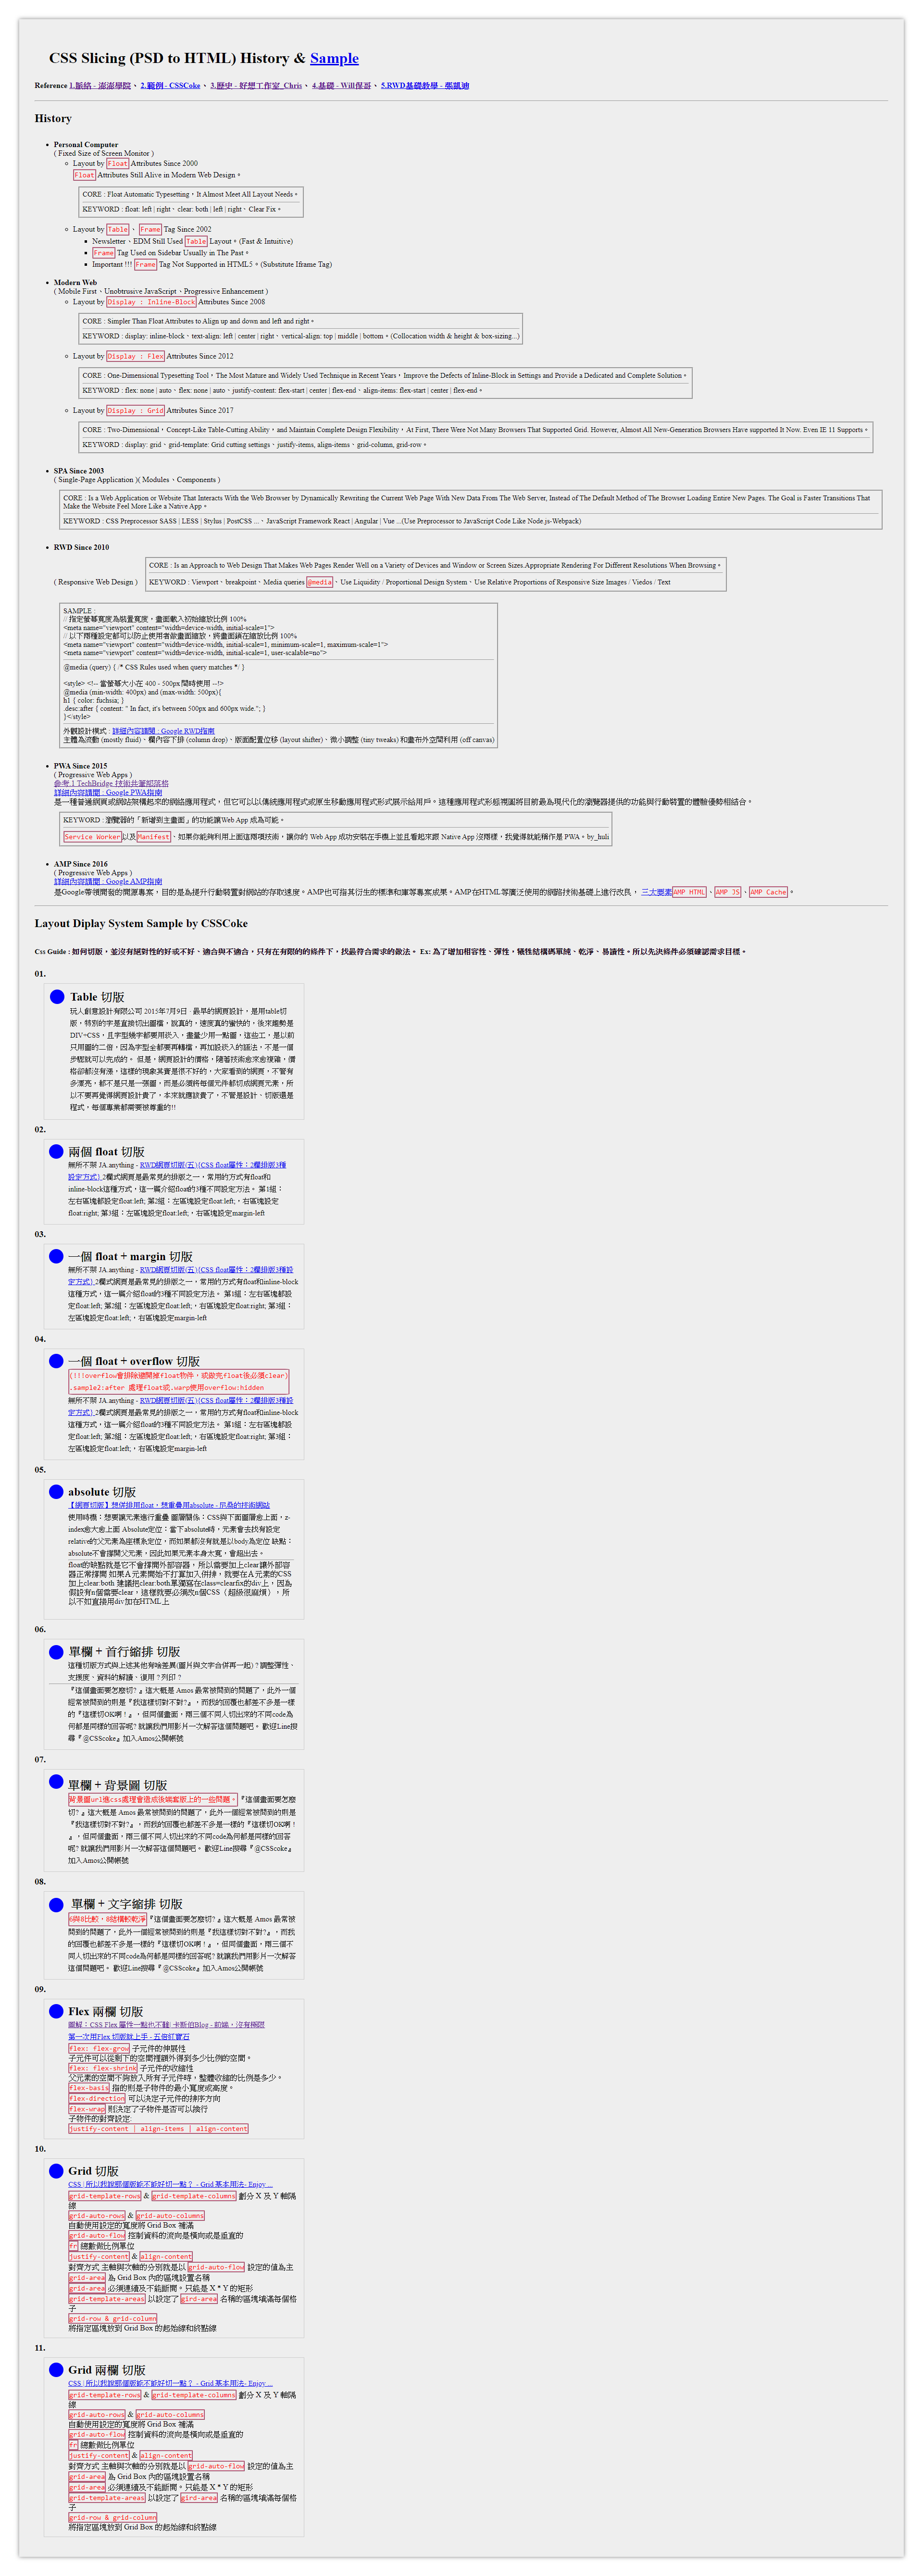 CSS Slicing (PSD to HTML) History & Sample
Reference 1.脈絡 - 澎澎學院、 2.範例 - CSSCoke、 3.歷史 - 好想工作室_Chris、 4.基礎 - Will保哥、 5.RWD基礎教學 - 張凱迪
History
Personal Computer
( Fixed Size of Screen Monitor )
Layout by Float Attributes Since 2000
Float Attributes Still Alive in Modern Web Design。
CORE : Float Automatic Typesetting，It Almost Meet All Layout Needs。
KEYWORD : float: left | right、clear: both | left | right、Clear Fix。
Layout by Table、 Frame Tag Since 2002
Newsletter、EDM Still Used Table Layout。(Fast & Intuitive)
Frame Tag Used on Sidebar Usually in The Past。
Important !!! Frame Tag Not Supported in HTML5。(Substitute Iframe Tag)
Modern Web
( Mobile First、Unobtrusive JavaScript、Progressive Enhancement )
Layout by Display : Inline-Block Attributes Since 2008
CORE : Simpler Than Float Attributes to Align up and down and left and right。
KEYWORD : display: inline-block、text-align: left | center | right、vertical-align: top | middle | bottom。(Collocation width & height & box-sizing...)
Layout by Display : Flex Attributes Since 2012
CORE : One-Dimensional Typesetting Tool，The Most Mature and Widely Used Technique in Recent Years，Improve the Defects of Inline-Block in Settings and Provide a Dedicated and Complete Solution。
KEYWORD : flex: none | auto、flex: none | auto、justify-content: flex-start | center | flex-end、align-items: flex-start | center | flex-end。
Layout by Display : Grid Attributes Since 2017
CORE : Two-Dimensional，Concept-Like Table-Cutting Ability，and Maintain Complete Design Flexibility，At First, There Were Not Many Browsers That Supported Grid. However, Almost All New-Generation Browsers Have supported It Now. Even IE 11 Supports。
KEYWORD : display: grid、grid-template: Grid cutting settings、justify-items, align-items、grid-column, grid-row。
SPA Since 2003
( Single-Page Application )( Modules、Components )
CORE : Is a Web Application or Website That Interacts With the Web Browser by Dynamically Rewriting the Current Web Page With New Data From The Web Server, Instead of The Default Method of The Browser Loading Entire New Pages. The Goal is Faster Transitions That
Make the Website Feel More Like a Native App。
KEYWORD : CSS Preprocessor SASS | LESS | Stylus | PostCSS ...、JavaScript Framework React | Angular | Vue ...(Use Preprocessor to JavaScript Code Like Node.js-Webpack)
RWD Since 2010
CORE : Is an Approach to Web Design That Makes Web Pages Render Well on a Variety of Devices and Window or Screen Sizes.Appropriate Rendering For Different Resolutions When Browsing。
( Responsive Web Design )
KEYWORD : Viewport、breakpoint、Media queries @media、Use Liquidity / Proportional Design System、Use Relative Proportions of Responsive Size Images / Viedos / Text
SAMPLE :
// 指定螢幕寬度為裝置寬度，畫面載入初始縮放比例 100%
<meta name="viewport" content="width=device-width, initial-scale=1">
// 以下兩種設定都可以防止使用者做畫面縮放，將畫面鎖在縮放比例 100%
<meta name="viewport" content="width=device-width, initial-scale=1, minimum-scale=1, maximum-scale=1">
<meta name="viewport" content="width=device-width, initial-scale=1, user-scalable=no">
@media (query) { /* CSS Rules used when query matches */ }
<style> <!-- 當螢幕大小在 400 - 500px 間時使用 --!>
@media (min-width: 400px) and (max-width: 500px){
h1 { color: fuchsia; }
.desc:after { content: " In fact, it's between 500px and 600px wide."; }
}</style>
外觀設計模式 : 詳細內容請閱 : Google RWD指南
主體為流動 (mostly fluid)、欄內容下排 (column drop)、版面配置位移 (layout shifter)、微小調整 (tiny tweaks) 和畫布外空間利用 (off canvas)
PWA Since 2015
( Progressive Web Apps )
參考.1 TechBridge 技術共筆部落格
詳細內容請閱 : Google PWA指南
是一種普通網頁或網站架構起來的網絡應用程式，但它可以以傳統應用程式或原生移動應用程式形式展示給用戶。這種應用程式形態視圖將目前最為現代化的瀏覽器提供的功能與行動裝置的體驗優勢相結合。
KEYWORD : 瀏覽器的「新增到主畫面」的功能讓Web APP 成為可能。
Service Worker以及Manifest、如果你能夠利用上面這兩項技術，讓你的 Web App 成功安裝在手機上並且看起來跟 Native App 沒兩樣，我覺得就能稱作是 PWA。by_huli
AMP Since 2016
( Progressive Web Apps )
詳細內容請閱 : Google AMP指南
是Google帶領開發的開源專案，目的是為提升行動裝置對網站的存取速度。AMP也可指其衍生的標準和庫等專案成果。AMP在HTML等廣泛使用的網路技術基礎上進行改良， 三大要素AMP HTML、AMP JS、AMP Cache。
Layout Diplay System Sample by CSSCoke
Css Guide : 如何切版，並沒有絕對性的好或不好、適合與不適合，只有在有限的的條件下，找最符合需求的做法。 Ex: 為了增加相容性、彈性，犧牲結構碼單純、乾淨、易讀性。所以先決條件必須確認需求目標。
01.
Table 切版
玩人創意設計有限公司 2015年7月9日 · 最早的網頁設計，是用table切
版，特別的字是直接切出圖檔，說真的，速度真的蠻快的，後來趨勢是
DIV+CSS，且字型幾字都要用崁入，盡量少用一點圖，這些工，是以前
只用圖的二倍，因為字型全都要再轉檔，再加設崁入的語法，不是一個
步驟就可以完成的。 但是，網頁設計的價格，隨著技術愈來愈複雜，價
格卻都沒有漲，這樣的現象其實是很不好的，大家看到的網頁，不管有
多漂亮，都不是只是一張圖，而是必須將每個元件都切成網頁元素，所
以不要再覺得網頁設計貴了，本來就應該貴了，不管是設計、切版還是
程式，每個專業都需要被尊重的!!
02.
兩個 float 切版
無所不幫 JA.anything - RWD網頁切版(五){CSS float屬性：2欄排版3種
設定方式} 2欄式網頁是最常見的排版之一，常用的方式有float和
inline-block這種方式，這一篇介紹float的3種不同設定方法。 第1組：
左右區塊都設定float:left; 第2組：左區塊設定float:left;，右區塊設定
float:right; 第3組：左區塊設定float:left;，右區塊設定margin-left
03.
一個 float + margin 切版
無所不幫 JA.anything - RWD網頁切版(五){CSS float屬性：2欄排版3種設
定方式} 2欄式網頁是最常見的排版之一，常用的方式有float和inline-block
這種方式，這一篇介紹float的3種不同設定方法。 第1組：左右區塊都設
定float:left; 第2組：左區塊設定float:left;，右區塊設定float:right; 第3組：
左區塊設定float:left;，右區塊設定margin-left
04.
一個 float + overflow 切版
(!!!overflow會排除避開掉float物件，或做完float後必須clear)
.sample2:after 處理float或.warp使用overflow:hidden
無所不幫 JA.anything - RWD網頁切版(五){CSS float屬性：2欄排版3種設
定方式} 2欄式網頁是最常見的排版之一，常用的方式有float和inline-block
這種方式，這一篇介紹float的3種不同設定方法。 第1組：左右區塊都設
定float:left; 第2組：左區塊設定float:left;，右區塊設定float:right; 第3組：
左區塊設定float:left;，右區塊設定margin-left
05.
absolute 切版
【網頁切版】想併排用float，想重疊用absolute - 尼桑的技術網站
使用時機：想要讓元素進行重疊 圖層關係：CSS與下面圖層愈上面，z-
index愈大愈上面 Absolute定位：當下absolute時，元素會去找有設定
relative的父元素為座標系定位，而如果都沒有就是以body為定位 缺點：
absolute不會撐開父元素，因此如果元素本身太寬，會超出去。
float的缺點就是它不會撐開外部容器，所以需要加上clear讓外部容
器正常撐開 如果A元素開始不打算加入併排，就要在A元素的CSS
加上clear:both 建議把clear:both單獨寫在class=clearfix的div上，因為
假設有n個需要clear，這樣就要必須改n個CSS（超級很麻煩），所
以不如直接用div加在HTML上
06.
單欄 + 首行縮排 切版
這種切版方式與上述其他有啥差異(圖片與文字合併再一起)？調整彈性、
支援度、資料的解讀、復用？列印？
『這個畫面要怎麼切? 』這大概是 Amos 最常被問到的問題了，此外一個
經常被問到的則是『我這樣切對不對?』，而我的回覆也都差不多是一樣
的『這樣切OK啊！』，但同個畫面，兩三個不同人切出來的不同code為
何都是同樣的回答呢? 就讓我們用影片一次解答這個問題吧。 歡迎Line搜
尋『@CSScoke』加入Amos公開帳號
07.
單欄 + 背景圖 切版
背景圖url進css處理會造成後端套版上的一些問題。『這個畫面要怎麼
切? 』這大概是 Amos 最常被問到的問題了，此外一個經常被問到的則是
『我這樣切對不對?』，而我的回覆也都差不多是一樣的『這樣切OK啊！
』，但同個畫面，兩三個不同人切出來的不同code為何都是同樣的回答
呢? 就讓我們用影片一次解答這個問題吧。 歡迎Line搜尋『@CSScoke』
加入Amos公開帳號
08.
單欄 + 文字縮排 切版
6與8比較，8結構較乾淨『這個畫面要怎麼切? 』這大概是 Amos 最常被
問到的問題了，此外一個經常被問到的則是『我這樣切對不對?』，而我
的回覆也都差不多是一樣的『這樣切OK啊！』，但同個畫面，兩三個不
同人切出來的不同code為何都是同樣的回答呢? 就讓我們用影片一次解答
這個問題吧。 歡迎Line搜尋『@CSScoke』加入Amos公開帳號
09.
Flex 兩欄 切版
圖解：CSS Flex 屬性一點也不難| 卡斯伯Blog - 前端，沒有極限
第一次用Flex 切版就上手 - 五倍紅寶石
flex: flex-grow 子元件的伸展性
子元件可以從剩下的空間裡額外得到多少比例的空間。
flex: flex-shrink 子元件的收縮性
父元素的空間不夠放入所有子元件時，整體收縮的比例是多少。
flex-basis 指的則是子物件的最小寬度或高度。
flex-direction 可以決定子元件的排序方向
flex-wrap 則決定了子物件是否可以換行
子物件的對齊設定:
justify-content | align-items | align-content
10.
Grid 切版
CSS | 所以我說那個版能不能好切一點？ - Grid 基本用法- Enjoy ...
grid-template-rows & grid-template-columns 劃分 X 及 Y 軸隔
線
grid-auto-rows & grid-auto-columns
自動使用設定的寬度將 Grid Box 補滿
grid-auto-flow 控制資料的流向是橫向或是垂直的
fr 總數做比例單位
justify-content & align-content
對齊方式 主軸與次軸的分別就是以 grid-auto-flow 設定的值為主
grid-area 為 Grid Box 內的區塊設置名稱
grid-area 必須連續及不能斷開。只能是 X * Y 的矩形
grid-template-areas 以設定了 gird-area 名稱的區塊填滿每個格
子
grid-row & grid-column
將指定區塊放到 Grid Box 的起始線和終點線
11.
Grid 兩欄 切版
CSS | 所以我說那個版能不能好切一點？ - Grid 基本用法- Enjoy ...
grid-template-rows & grid-template-columns 劃分 X 及 Y 軸隔
線
grid-auto-rows & grid-auto-columns
自動使用設定的寬度將 Grid Box 補滿
grid-auto-flow 控制資料的流向是橫向或是垂直的
fr 總數做比例單位
justify-content & align-content
對齊方式 主軸與次軸的分別就是以 grid-auto-flow 設定的值為主
grid-area 為 Grid Box 內的區塊設置名稱
grid-area 必須連續及不能斷開。只能是 X * Y 的矩形
grid-template-areas 以設定了 gird-area 名稱的區塊填滿每個格
子
grid-row & grid-column
將指定區塊放到 Grid Box 的起始線和終點線